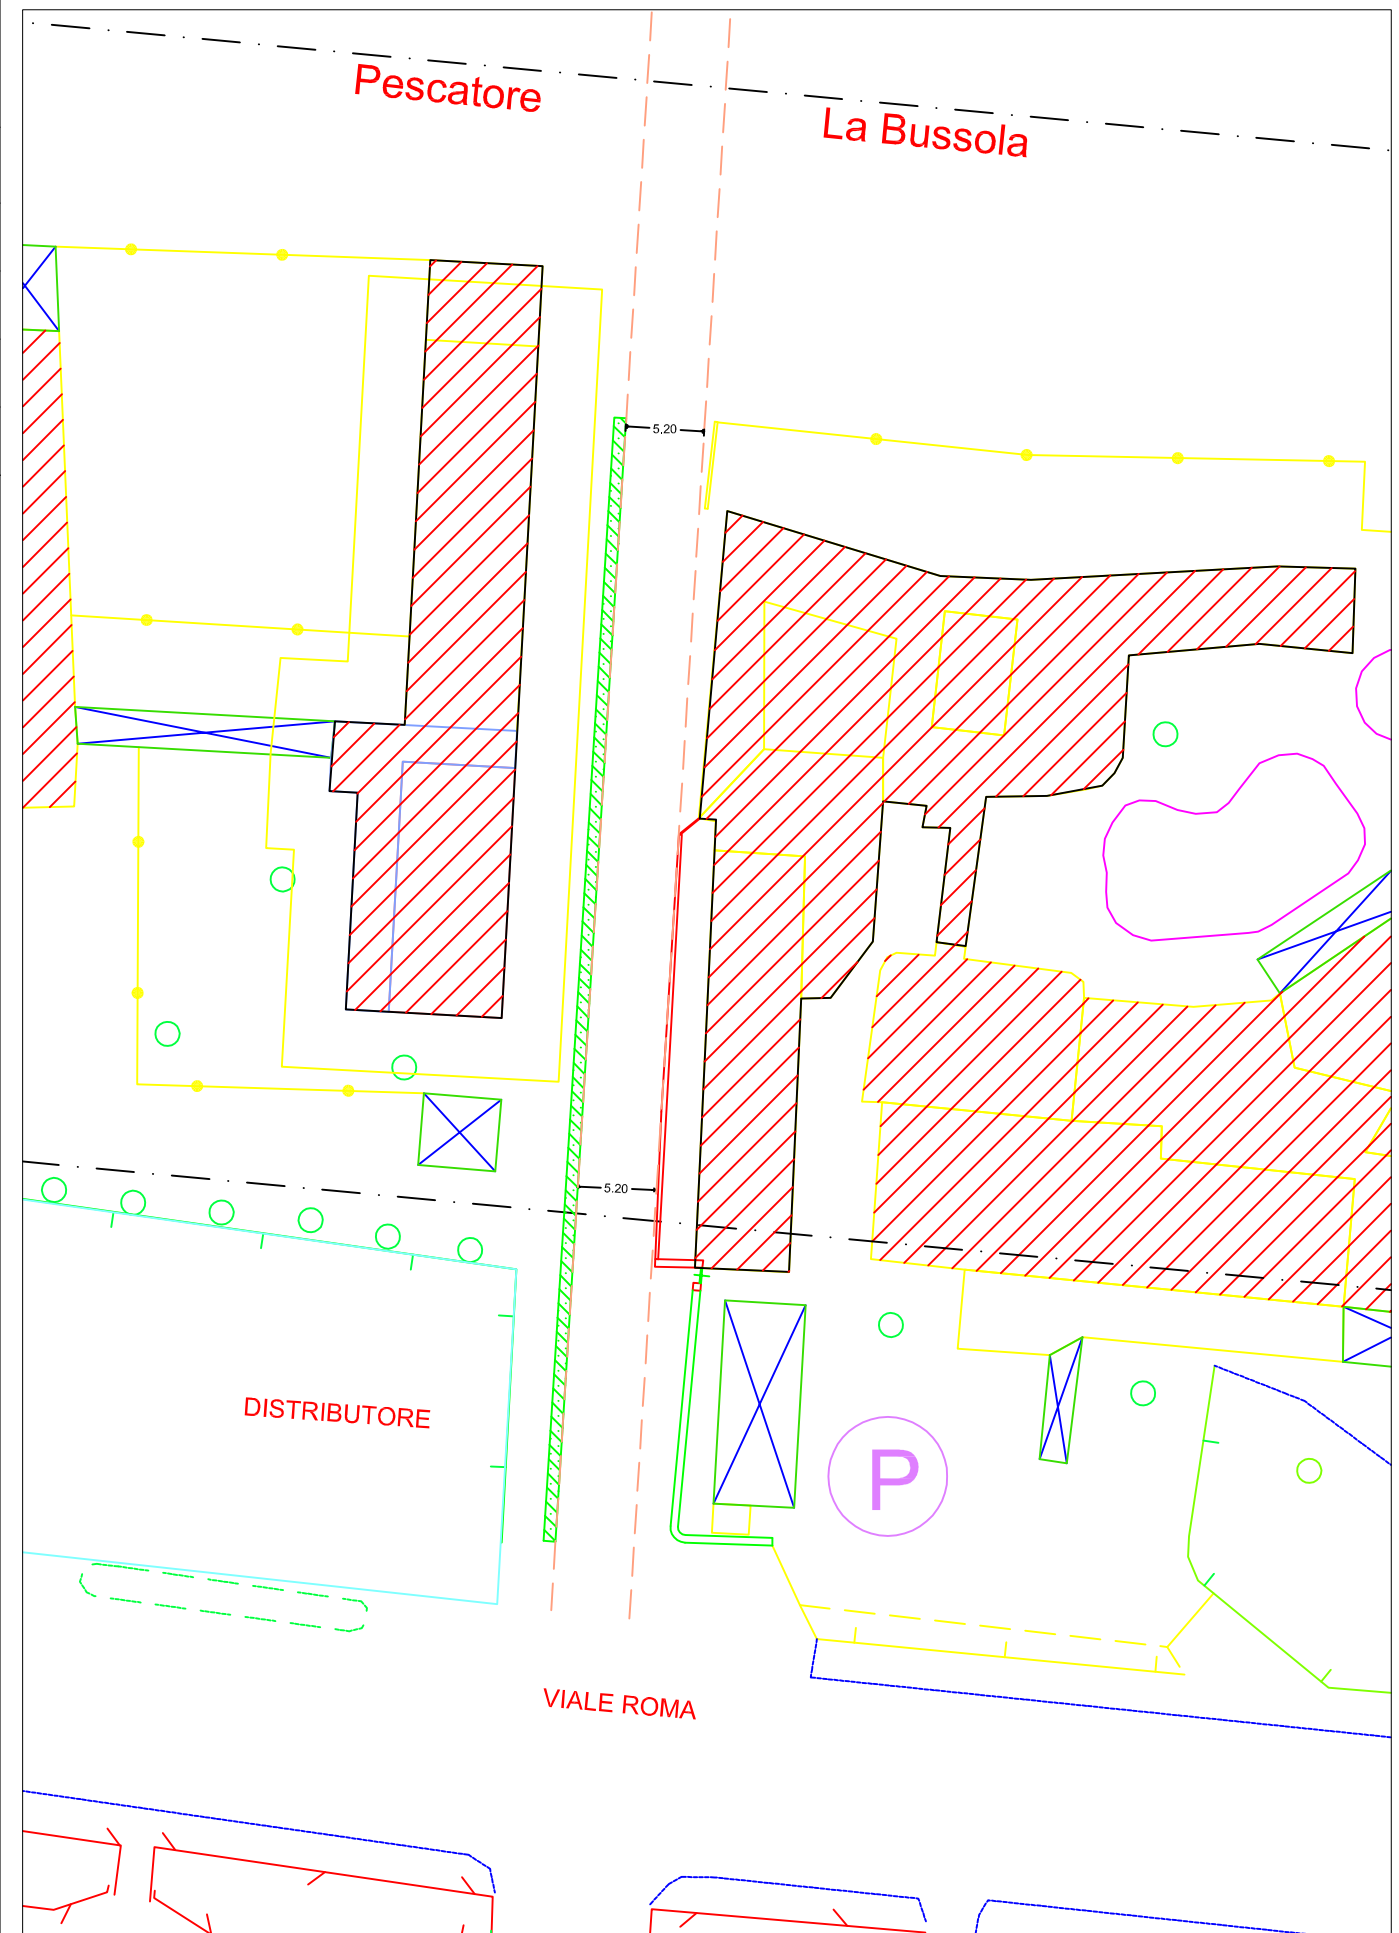 Pescatore
La Bussola
5,20
5.20
DISTRIBUTORE
P
VIALE ROMA